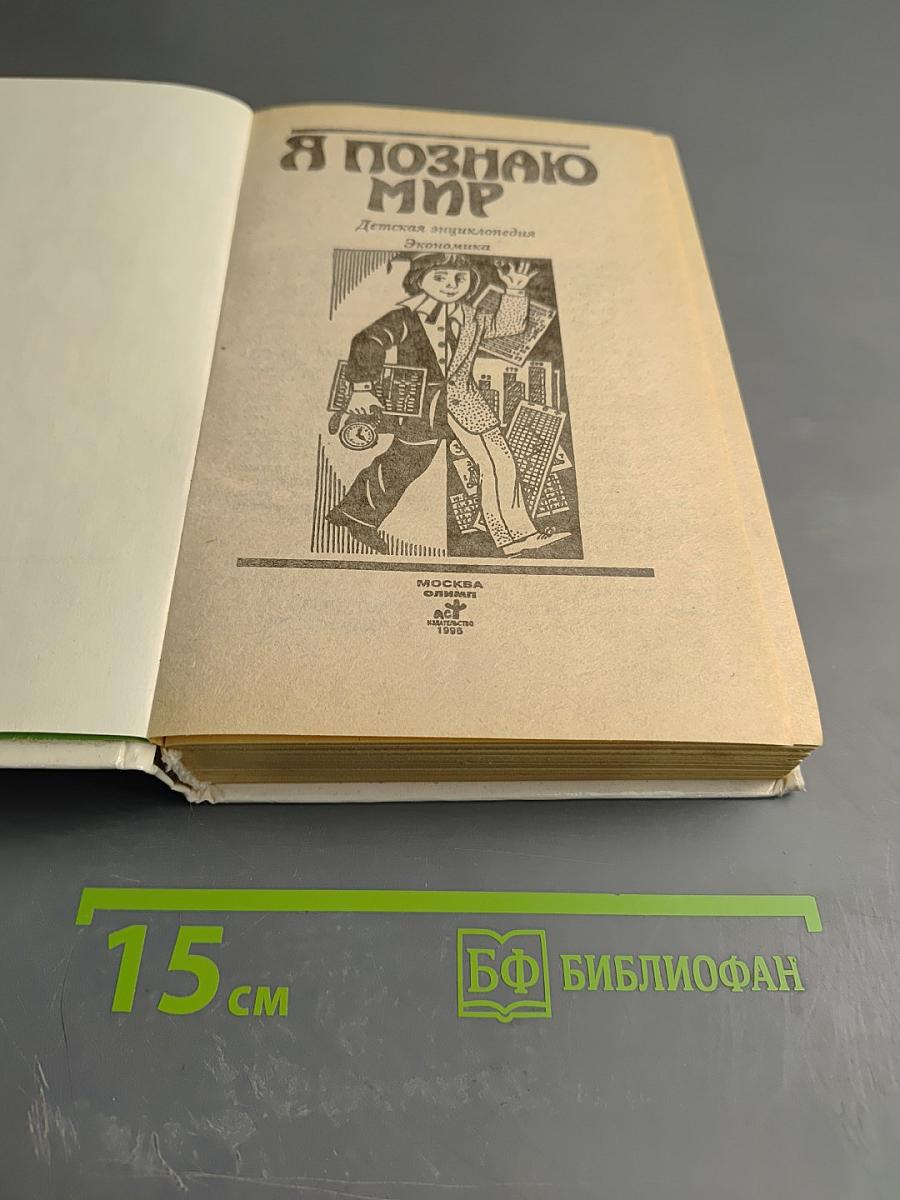 Я ПОЗНАЮ
МИР
Детская энциклопедия
Экономика
МОСКВА
ОЛИМП
АСТ
ИЗДАТЕЛЬСТВО
1996
15 см
БФ БИБЛИОФАН